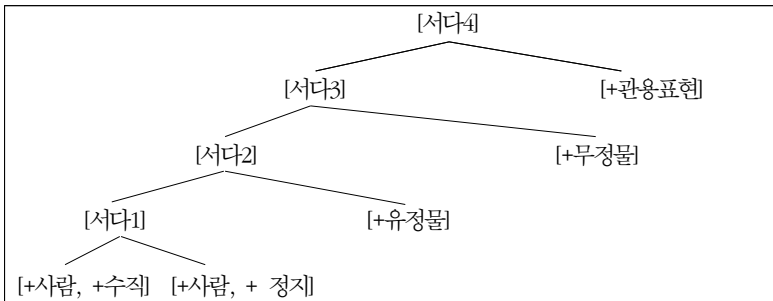 [서다4]
[서다3] [+관용표현]
[서다2] [+무정물]
[서다1] [+유정물]
[+사람, +수직] [+사람, + 정지]